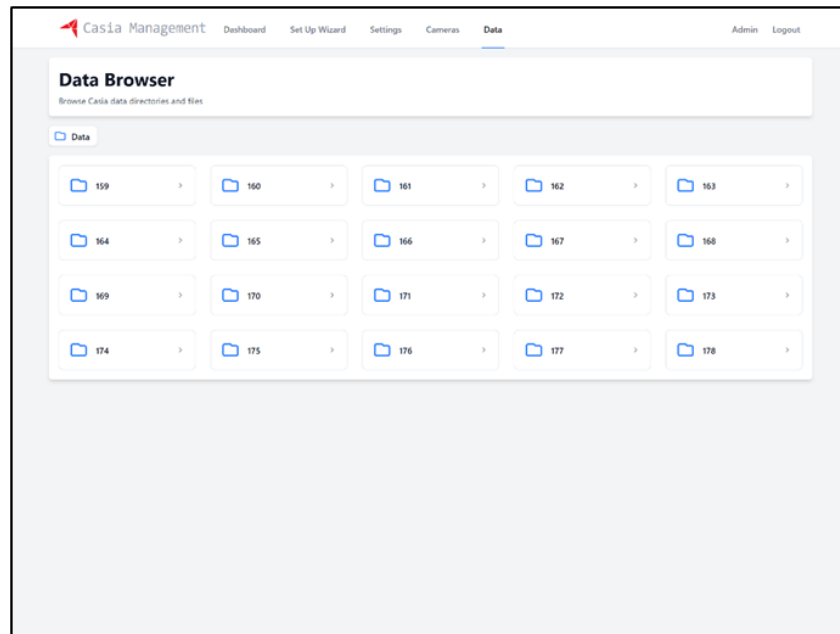 Casia Management Dashboard Set Up Wizard Settings Cameras Data Admin Logout
Data Browser
Browse Casia data directories and files
Data
159 160 161 162 163
164 165 166 167 168
169 170 171 172 173
174 175 176 177 178